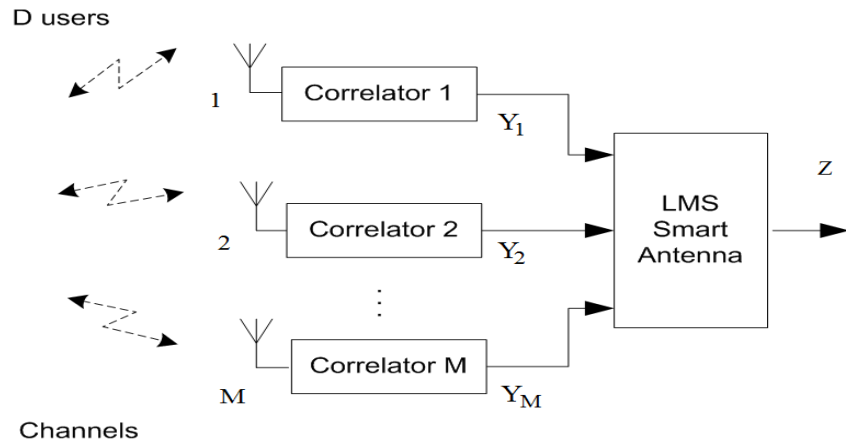 D users
1
Correlator 1
Y1
2
Correlator 2
Y2
⋮
M
Correlator M
YM
LMS
Smart
Antenna
Z
Channels